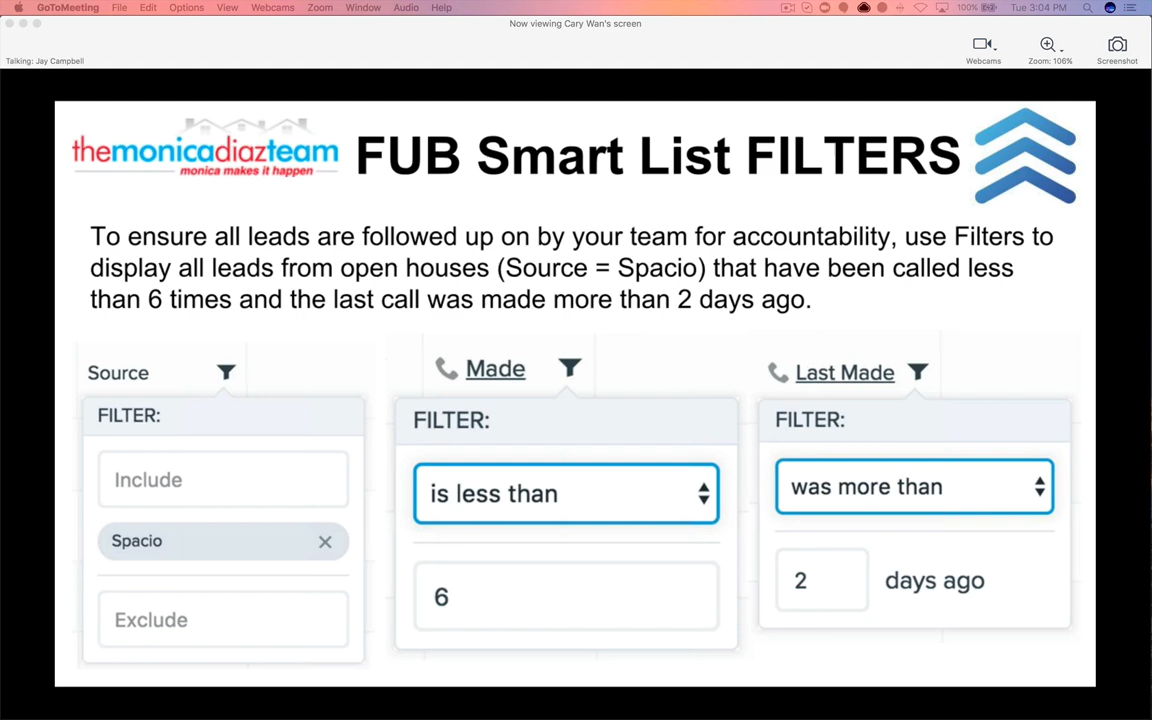 GoToMeeting File Edit Options View Webcams Zoom Window Audio Help 100% Tue 3:04 PM
Now viewing Cary Wan's screen
Talking: Jay Campbell
Webcams Zoom: 106% Screenshot
themonicadiazteam
monica makes it happen
FUB Smart List FILTERS
To ensure all leads are followed up on by your team for accountability, use Filters to
display all leads from open houses (Source = Spacio) that have been called less
than 6 times and the last call was made more than 2 days ago.
Source
FILTER:
Include
Spacio
Exclude
Made
FILTER:
is less than
6
Last Made
FILTER:
was more than
2 days ago